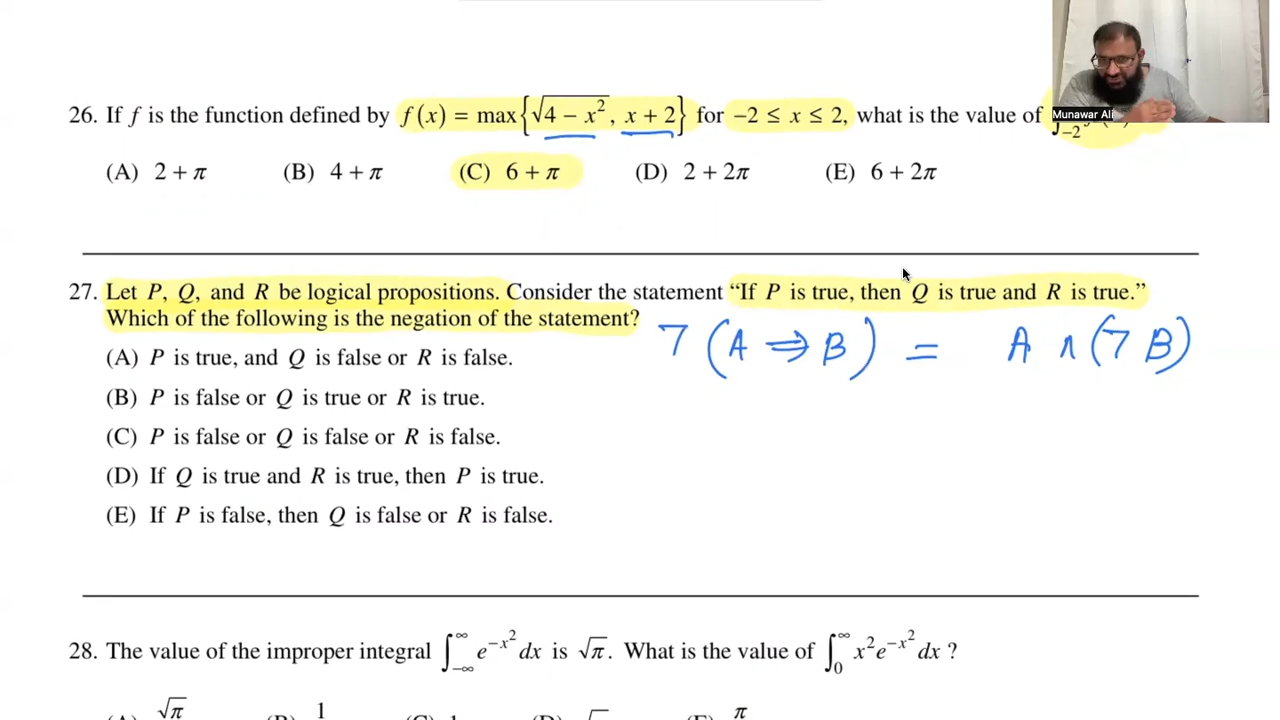 Munawar Ali
26. If f is the function defined by f(x) = max{√4 − x², x + 2} for −2 ≤ x ≤ 2, what is the value of ∫−2
(A) 2 + π (B) 4 + π (C) 6 + π (D) 2 + 2π (E) 6 + 2π
27. Let P, Q, and R be logical propositions. Consider the statement “If P is true, then Q is true and R is true.”
Which of the following is the negation of the statement?
¬(A ⇒ B) = A ∧ (¬B)
(A) P is true, and Q is false or R is false.
(B) P is false or Q is true or R is true.
(C) P is false or Q is false or R is false.
(D) If Q is true and R is true, then P is true.
(E) If P is false, then Q is false or R is false.
28. The value of the improper integral ∫−∞^∞ e^−x² dx is √π. What is the value of ∫0^∞ x²e^−x² dx ?
√π 1 π